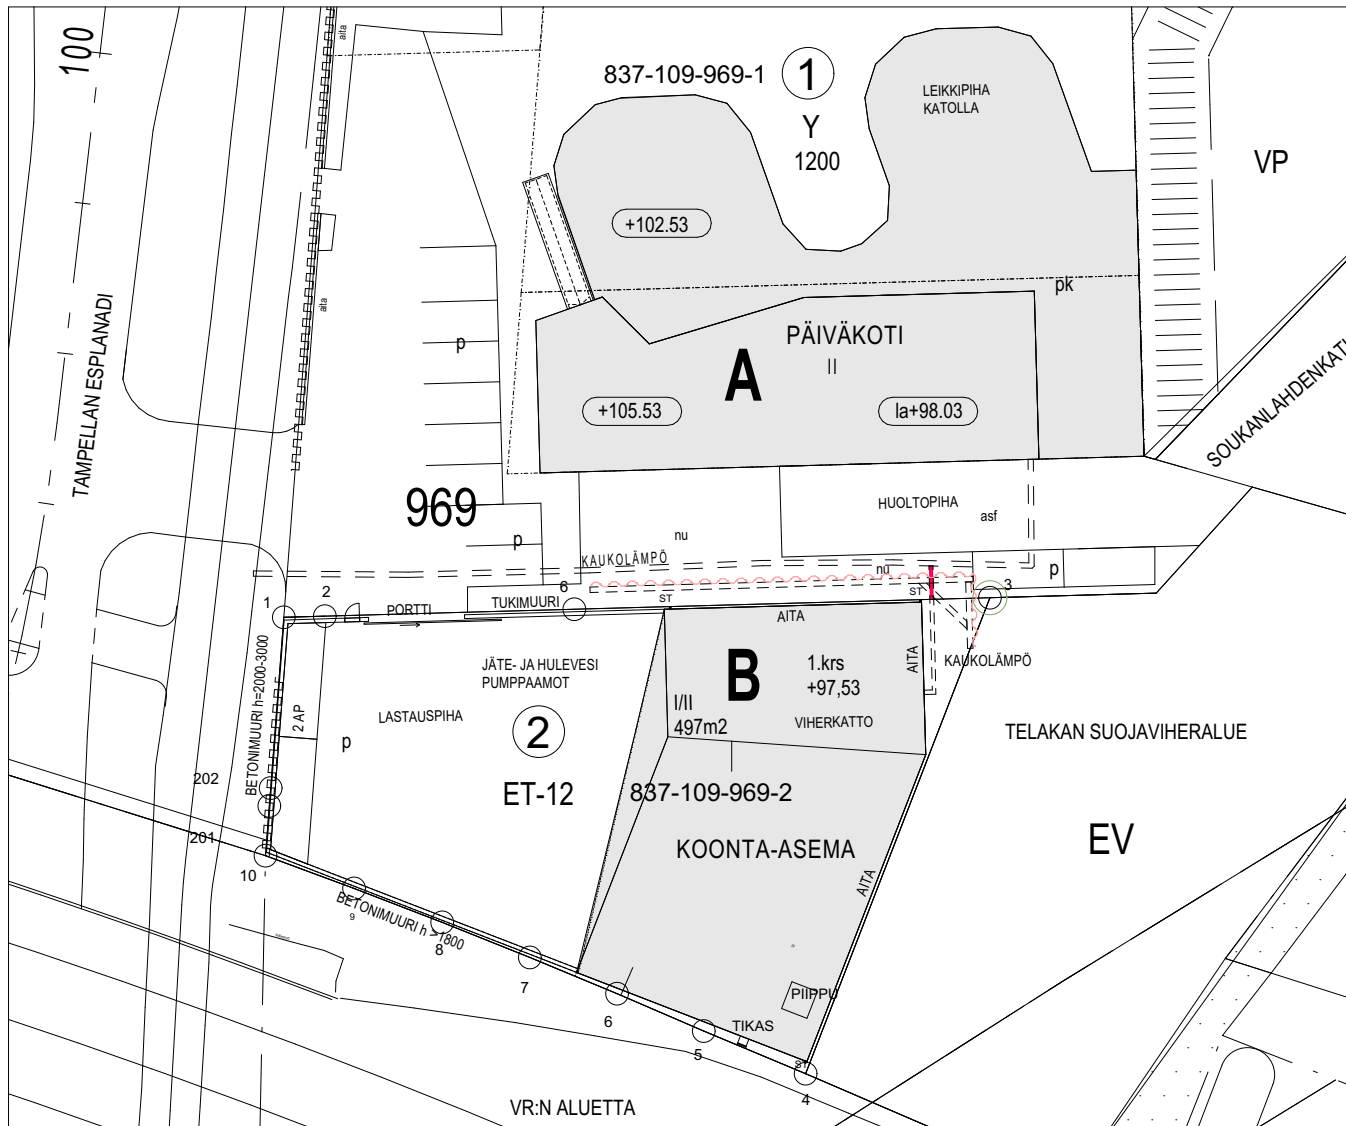 100
aita
837-109-969-1
1
Y
1200
LEIKKIPIHA
KATOLLA
VP
+102.53
pk
aita
p
PÄIVÄKOTI
II
A
+105.53
la+98.03
TAMPELLAN ESPLANADI
SOUKANLAHDENKATU
969
p
nu
HUOLTOPIHA
asf
KAUKOLÄMPÖ
nu
p
1
2
PORTTI
TUKIMUURI
6
ST
ST
3
AITA
BETONIMUURI h=2000-3000
2 AP
JÄTE- JA HULEVESI
PUMPPAAMOT
LASTAUSPIHA
p
2
ET-12
B
1.krs
+97,53
I/II
497m2
VIHERKATTO
AITA
KAUKOLÄMPÖ
TELAKAN SUOJAVIHERALUE
EV
202
201
10
837-109-969-2
KOONTA-ASEMA
AITA
BETONIMUURI h =1800
9
8
7
6
5
4
PIIPPU
TIKAS
ST
VR:N ALUETTA